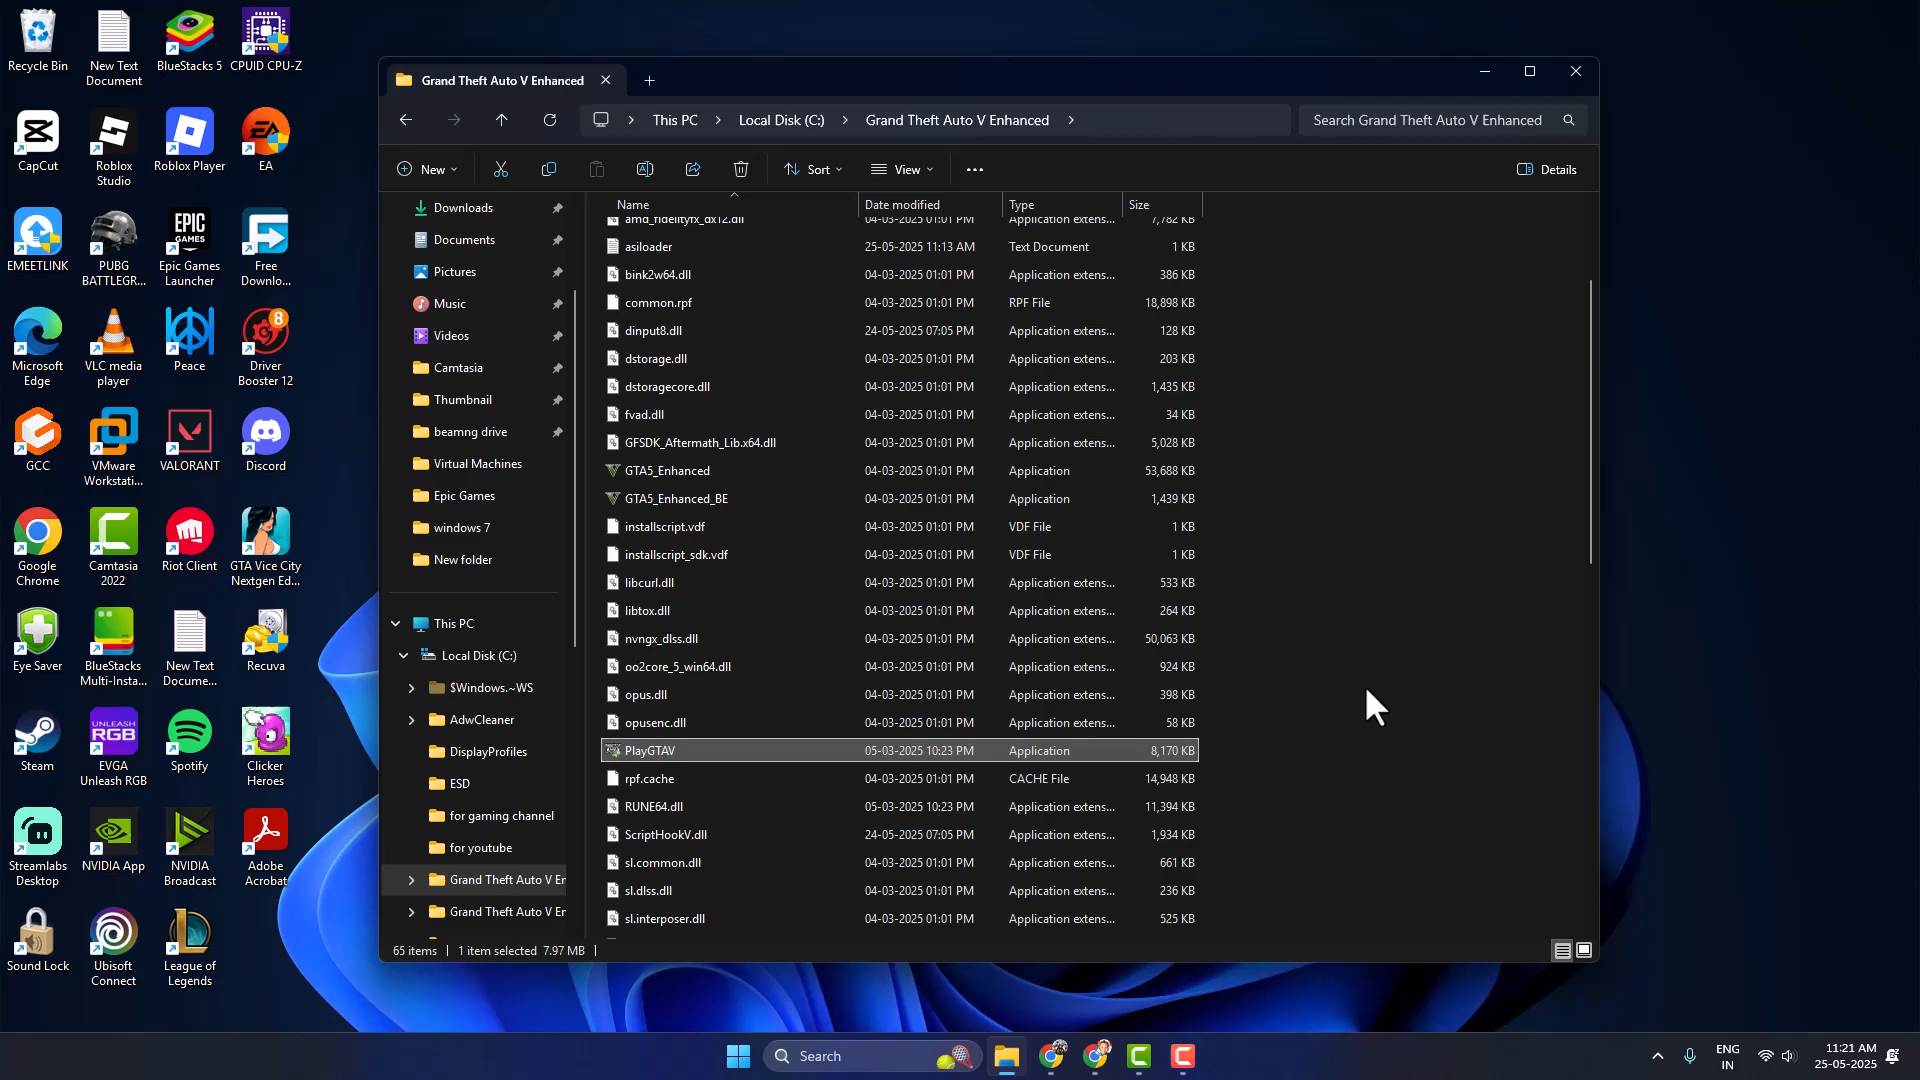 Recycle Bin
New Text
Document
BlueStacks 5
CPUID CPU-Z
CapCut
Roblox
Studio
Roblox Player
EA
EMEETLINK
PUBG
BATTLEGR...
EPIC
GAMES
Epic Games
Launcher
Free
Downlo...
Microsoft
Edge
VLC media
player
Peace
8
Driver
Booster 12
GCC
VMware
Workstati...
VALORANT
Discord
Google
Chrome
Camtasia
2022
Riot Client
GTA Vice City
Nextgen Ed...
Eye Saver
BlueStacks
Multi-Insta...
New Text
Docume...
Recuva
Steam
UNLEASH
RGB
EVGA
Unleash RGB
Spotify
Clicker
Heroes
Streamlabs
Desktop
NVIDIA App
NVIDIA
Broadcast
Adobe
Acrobat
Sound Lock
Ubisoft
Connect
League of
Legends
Grand Theft Auto V Enhanced
This PC
Local Disk (C:)
Grand Theft Auto V Enhanced
Search Grand Theft Auto V Enhanced
New
Sort
View
Details
Downloads
Documents
Pictures
Music
Videos
Camtasia
Thumbnail
beamng drive
Virtual Machines
Epic Games
windows 7
New folder
This PC
Local Disk (C:)
$Windows.~WS
AdwCleaner
DisplayProfiles
ESD
for gaming channel
for youtube
Grand Theft Auto V Er
Grand Theft Auto V Er
Name Date modified Type Size
amd_fidelityfx_dx12.dll 04-03-2025 01:01 PM Application extens... 7,782 KB
asiloader 25-05-2025 11:13 AM Text Document 1 KB
bink2w64.dll 04-03-2025 01:01 PM Application extens... 386 KB
common.rpf 04-03-2025 01:01 PM RPF File 18,898 KB
dinput8.dll 24-05-2025 07:05 PM Application extens... 128 KB
dstorage.dll 04-03-2025 01:01 PM Application extens... 203 KB
dstoragecore.dll 04-03-2025 01:01 PM Application extens... 1,435 KB
fvad.dll 04-03-2025 01:01 PM Application extens... 34 KB
GFSDK_Aftermath_Lib.x64.dll 04-03-2025 01:01 PM Application extens... 5,028 KB
GTA5_Enhanced 04-03-2025 01:01 PM Application 53,688 KB
GTA5_Enhanced_BE 04-03-2025 01:01 PM Application 1,439 KB
installscript.vdf 04-03-2025 01:01 PM VDF File 1 KB
installscript_sdk.vdf 04-03-2025 01:01 PM VDF File 1 KB
libcurl.dll 04-03-2025 01:01 PM Application extens... 533 KB
libtox.dll 04-03-2025 01:01 PM Application extens... 264 KB
nvngx_dlss.dll 04-03-2025 01:01 PM Application extens... 50,063 KB
oo2core_5_win64.dll 04-03-2025 01:01 PM Application extens... 924 KB
opus.dll 04-03-2025 01:01 PM Application extens... 398 KB
opusenc.dll 04-03-2025 01:01 PM Application extens... 58 KB
PlayGTAV 05-03-2025 10:23 PM Application 8,170 KB
rpf.cache 04-03-2025 01:01 PM CACHE File 14,948 KB
RUNE64.dll 05-03-2025 10:23 PM Application extens... 11,394 KB
ScriptHookV.dll 24-05-2025 07:05 PM Application extens... 1,934 KB
sl.common.dll 04-03-2025 01:01 PM Application extens... 661 KB
sl.dlss.dll 04-03-2025 01:01 PM Application extens... 236 KB
sl.interposer.dll 04-03-2025 01:01 PM Application extens... 525 KB
65 items 1 item selected 7.97 MB
Search
ENG
IN
11:21 AM
25-05-2025